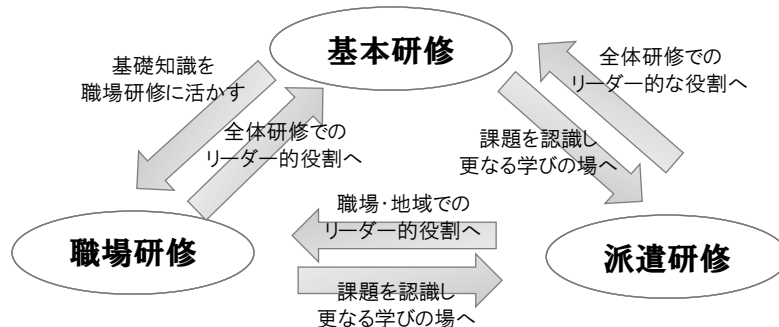 基本研修
基礎知識を
職場研修に活かす
全体研修での
リーダー的な役割へ
全体研修での
リーダー的役割へ
課題を認識し
更なる学びの場へ
職場・地域での
リーダー的役割へ
職場研修
派遣研修
課題を認識し
更なる学びの場へ